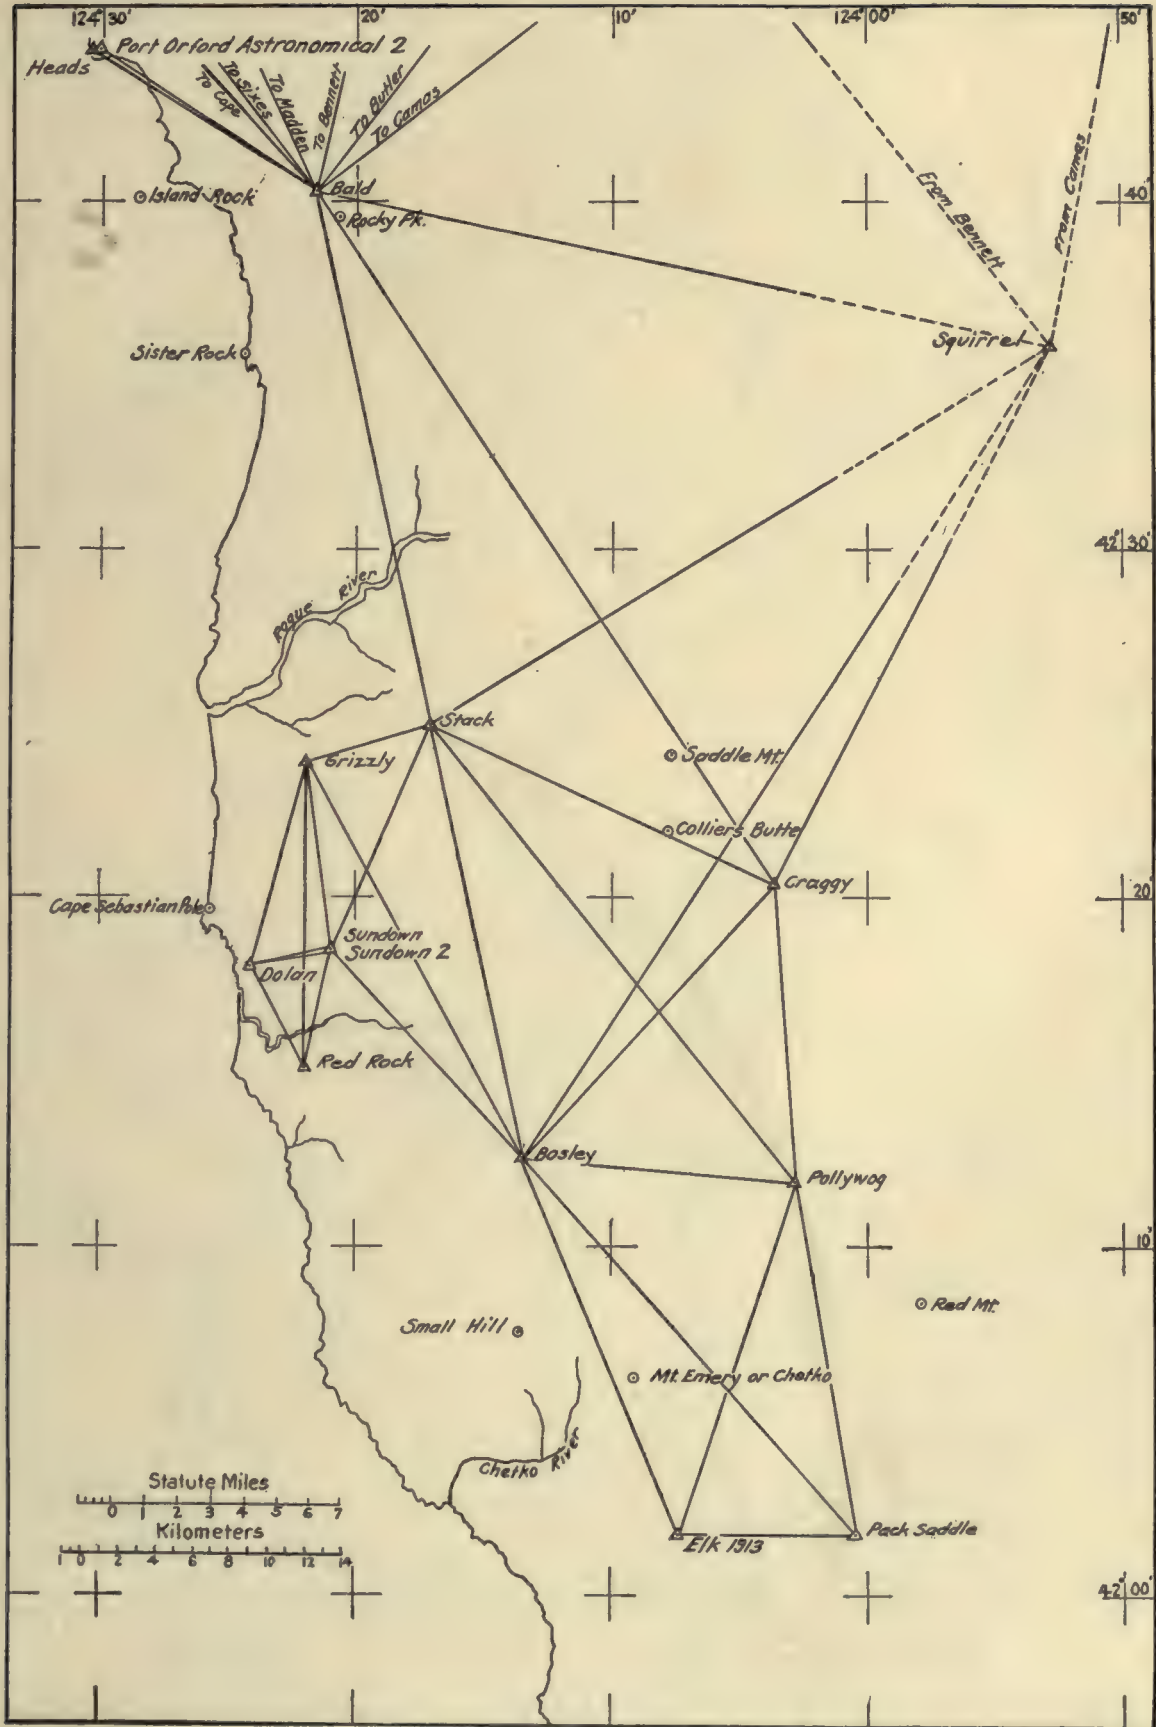 124° 30'
20'
10'
124° 00'
50'
Port Orford Astronomical 2
Heads
To Cape
To Sixes
To Madden
To Bennett
To Butler
To Camas
From Bennett
From Camas
Island Rock
Bald
Rocky Pk.
40'
Sister Rock
Squirrel
42° 30'
Rogue River
Stack
Grizzly
Saddle Mt.
Colliers Butte
Craggy
20'
Cape Sebastian Pole
Sundown
Sundown 2
Dolan
Red Rock
Bosley
Pollywog
10'
Red Mt.
Small Hill
Mt. Emery or Chetko
Chetko River
Statute Miles
0 1 2 3 4 5 6 7
Kilometers
1 0 2 4 6 8 10 12 14
Elk 1913
Pack Saddle
42° 00'